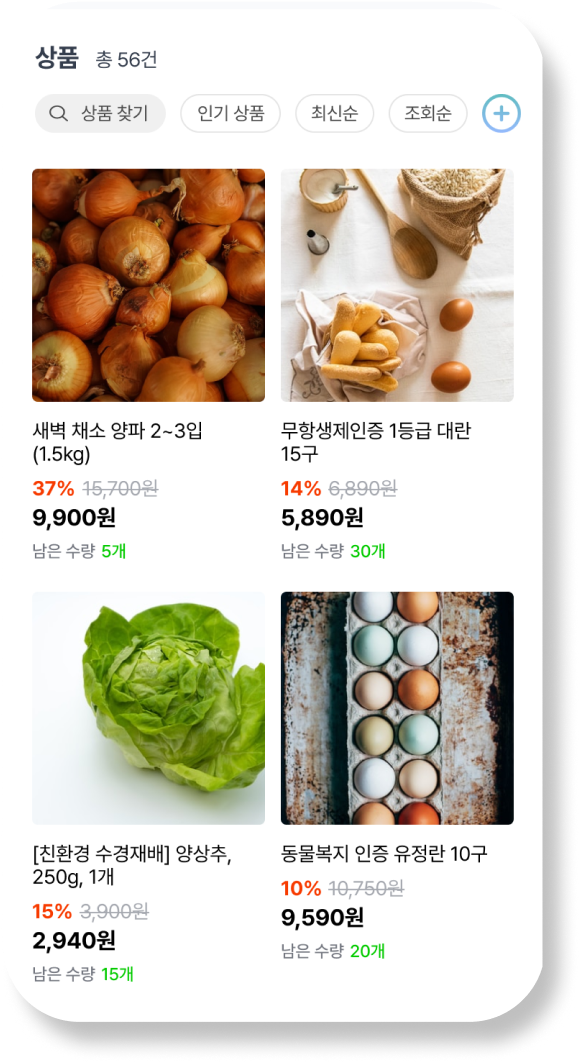 상품 총 56건
상품 찾기 인기 상품 최신순 조회순
새벽 채소 양파 2~3입
(1.5kg)
37% 15,700원
9,900원
남은 수량 5개
무항생제인증 1등급 대란
15구
14% 6,890원
5,890원
남은 수량 30개
[친환경 수경재배] 양상추,
250g, 1개
15% 3,900원
2,940원
남은 수량 15개
동물복지 인증 유정란 10구
10% 10,750원
9,590원
남은 수량 20개